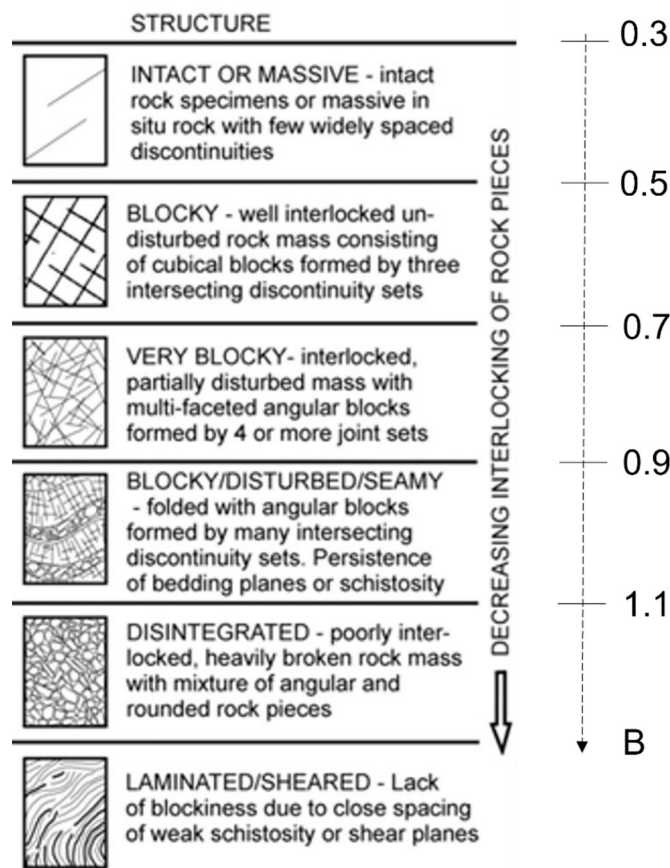 STRUCTURE
INTACT OR MASSIVE - intact
rock specimens or massive in
situ rock with few widely spaced
discontinuities
BLOCKY - well interlocked un-
disturbed rock mass consisting
of cubical blocks formed by three
intersecting discontinuity sets
VERY BLOCKY- interlocked,
partially disturbed mass with
multi-faceted angular blocks
formed by 4 or more joint sets
BLOCKY/DISTURBED/SEAMY
- folded with angular blocks
formed by many intersecting
discontinuity sets. Persistence
of bedding planes or schistosity
DISINTEGRATED - poorly inter-
locked, heavily broken rock mass
with mixture of angular and
rounded rock pieces
LAMINATED/SHEARED - Lack
of blockiness due to close spacing
of weak schistosity or shear planes
DECREASING INTERLOCKING OF ROCK PIECES
0.3
0.5
0.7
0.9
1.1
B